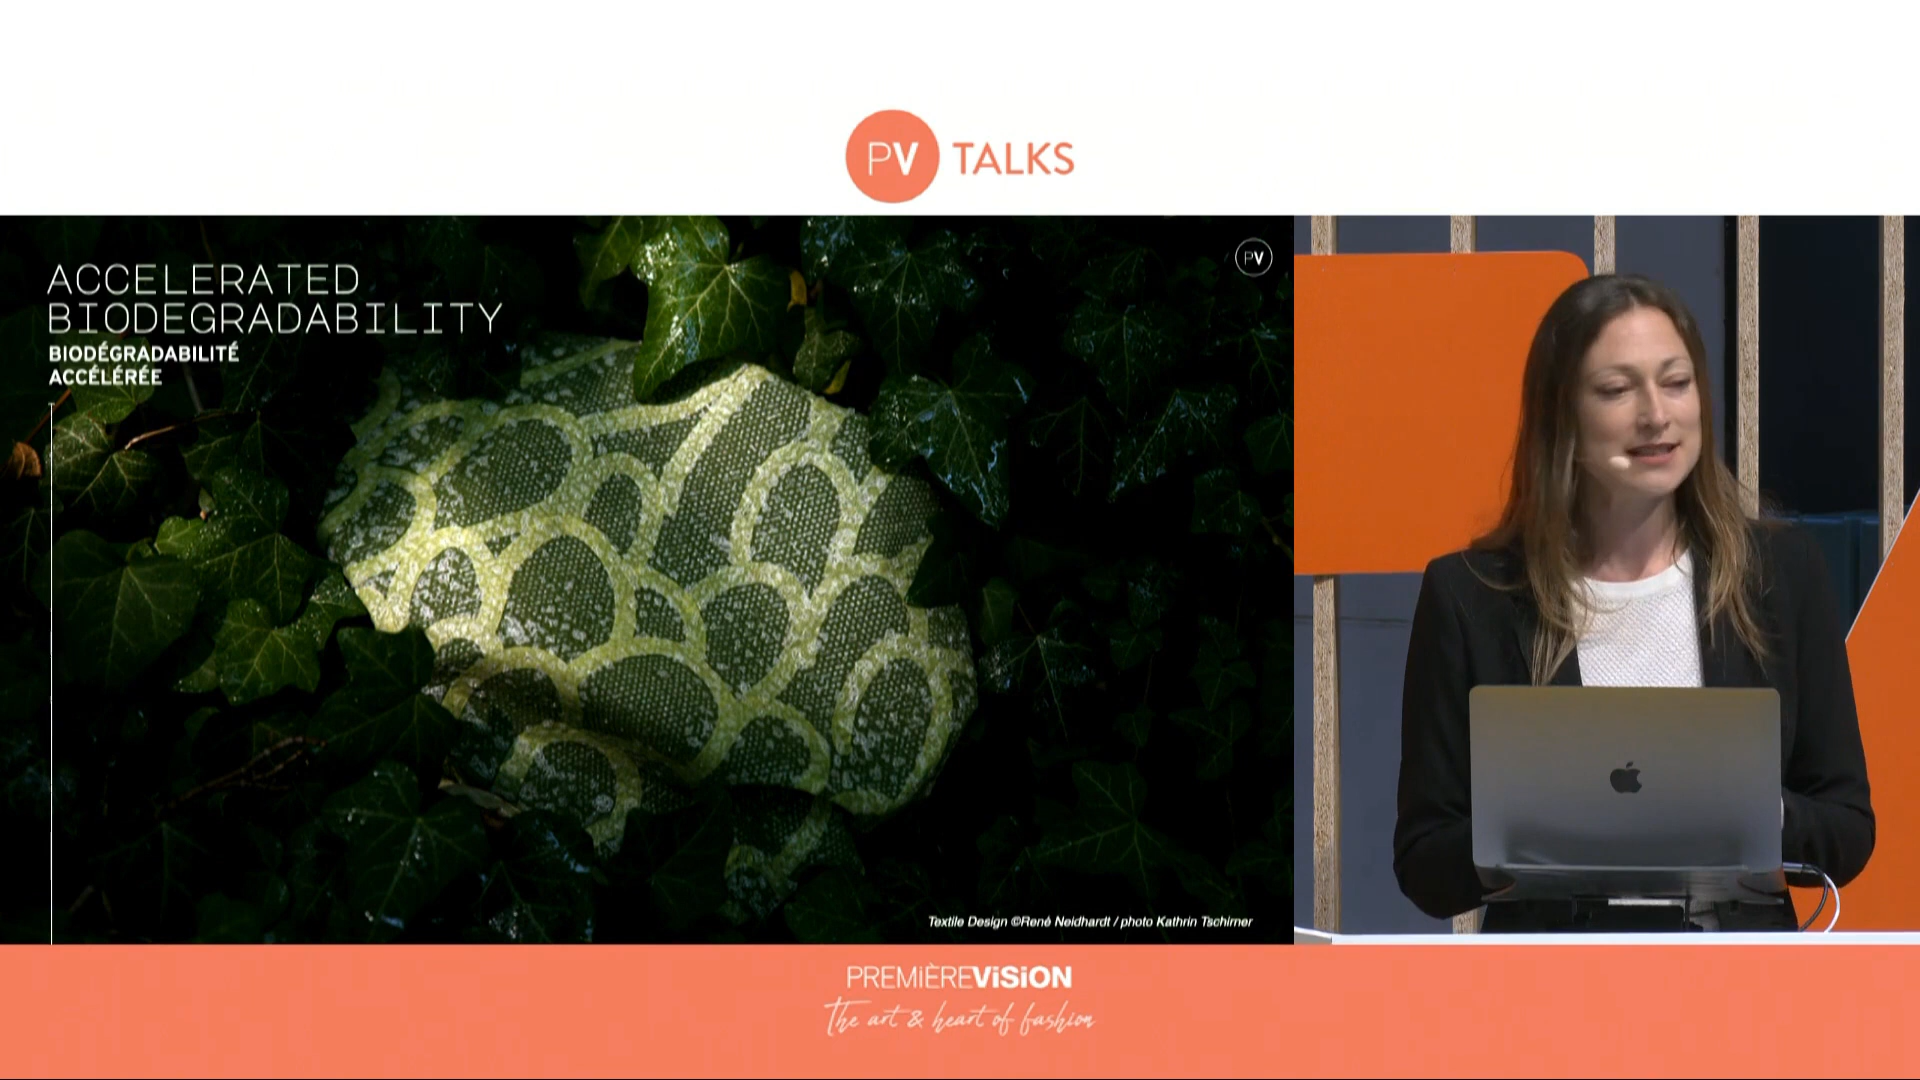 PV TALKS
ACCELERATED
BIODEGRADABILITY
BIODÉGRADABILITÉ
ACCÉLÉRÉE
PV
Textile Design ©René Neidhardt / photo Kathrin Tschirner
PREMIÈREViSiON
The art & heart of fashion